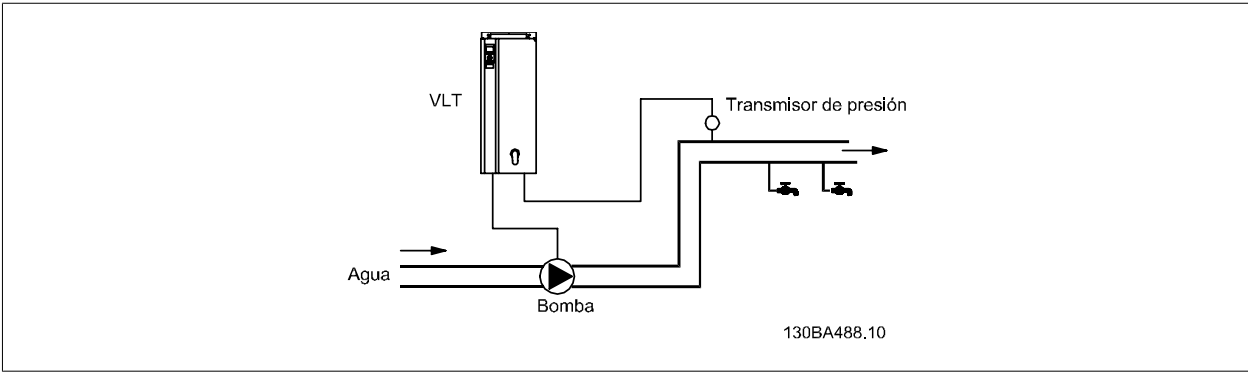 VLT
Transmisor de presión
Agua
Bomba
130BA488.10